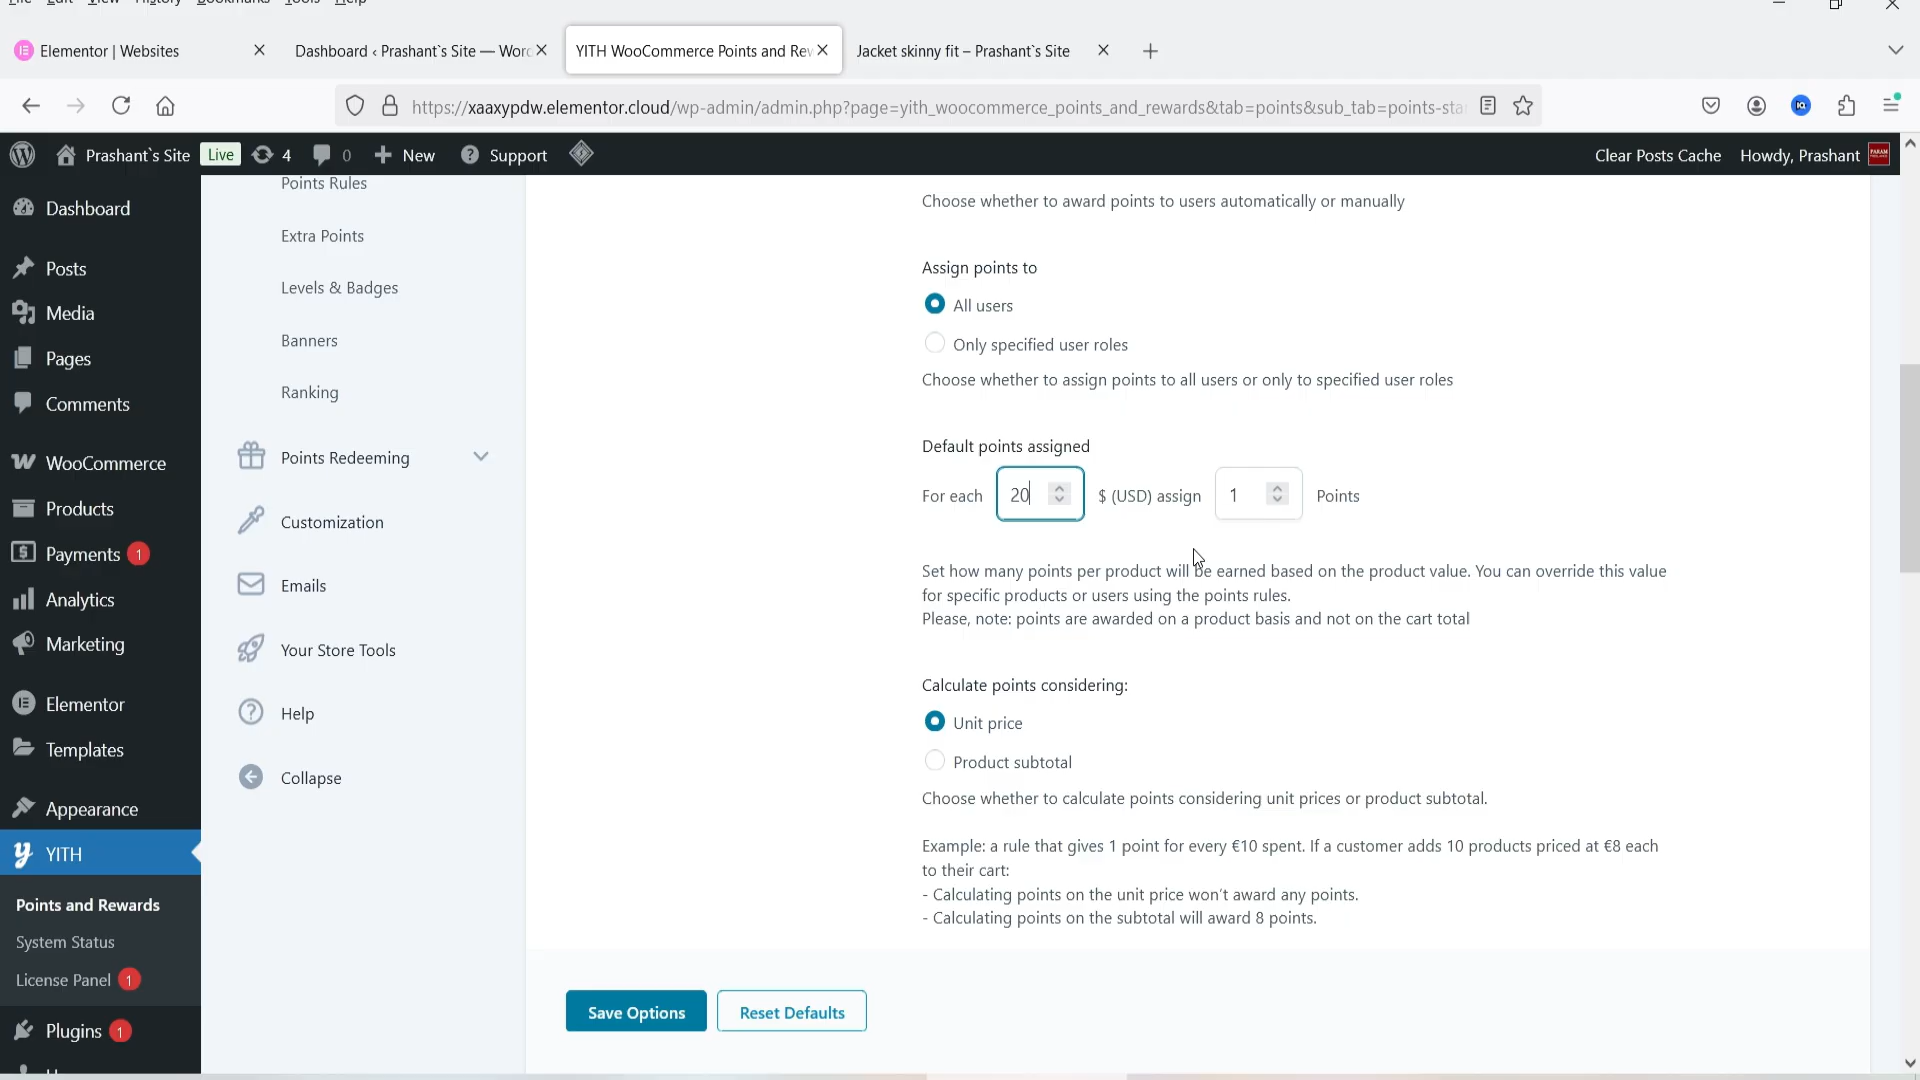 Elementor | Websites
Dashboard ‹ Prashant`s Site — Worc
YITH WooCommerce Points and Rev
Jacket skinny fit – Prashant`s Site
https://xaaxypdw.elementor.cloud/wp-admin/admin.php?page=yith_woocommerce_points_and_rewards&tab=points&sub_tab=points-sta
Prashant`s Site
Live
4
0
New
Support
Clear Posts Cache
Howdy, Prashant
Dashboard
Posts
Media
Pages
Comments
WooCommerce
Products
Payments 1
Analytics
Marketing
Elementor
Templates
Appearance
YITH
Points and Rewards
System Status
License Panel 1
Plugins 1
Points Rules
Extra Points
Levels & Badges
Banners
Ranking
Points Redeeming
Customization
Emails
Your Store Tools
Help
Collapse
Choose whether to award points to users automatically or manually
Assign points to
All users
Only specified user roles
Choose whether to assign points to all users or only to specified user roles
Default points assigned
For each 20 $ (USD) assign 1 Points
Set how many points per product will be earned based on the product value. You can override this value
for specific products or users using the points rules.
Please, note: points are awarded on a product basis and not on the cart total
Calculate points considering:
Unit price
Product subtotal
Choose whether to calculate points considering unit prices or product subtotal.
Example: a rule that gives 1 point for every €10 spent. If a customer adds 10 products priced at €8 each
to their cart:
- Calculating points on the unit price won't award any points.
- Calculating points on the subtotal will award 8 points.
Save Options
Reset Defaults